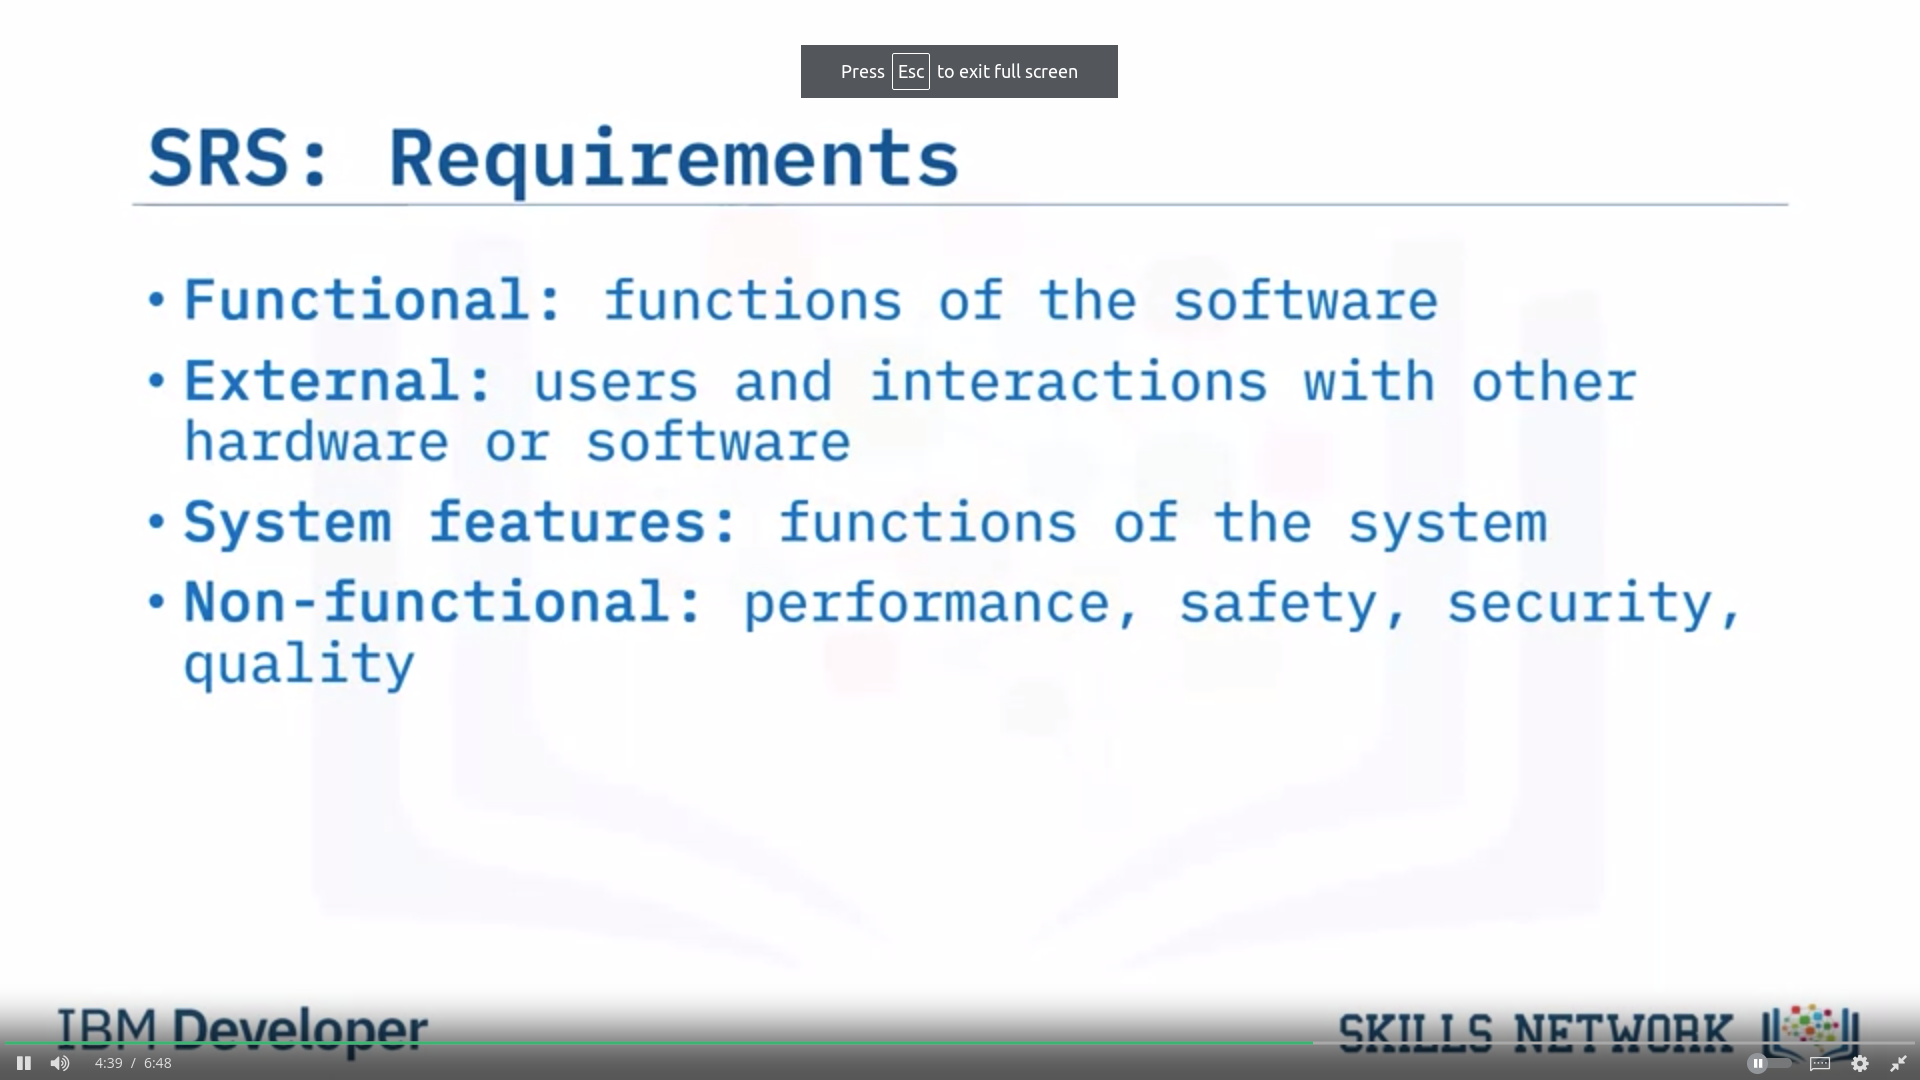 Press Esc to exit full screen
SRS: Requirements
• Functional: functions of the software
• External: users and interactions with other
hardware or software
• System features: functions of the system
• Non-functional: performance, safety, security,
quality
IBM Developer
SKILLS NETWORK
4:39 / 6:48